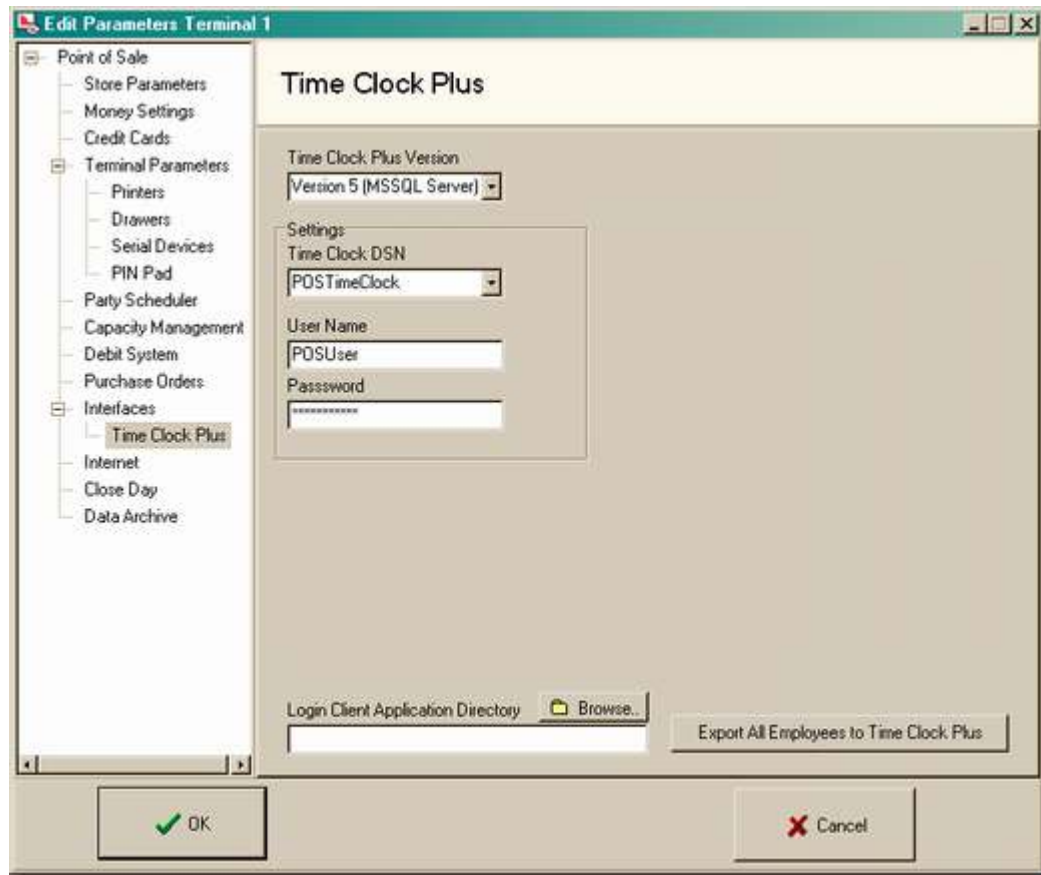 Edit Parameters Terminal 1
Point of Sale
Store Parameters
Money Settings
Credit Cards
Terminal Parameters
Printers
Drawers
Serial Devices
PIN Pad
Party Scheduler
Capacity Management
Debit System
Purchase Orders
Interfaces
Time Clock Plus
Internet
Close Day
Data Archive
Time Clock Plus
Time Clock Plus Version
Version 5 (MSSQL Server)
Settings
Time Clock DSN
POSTimeClock
User Name
POSUser
Passsword
***********
Login Client Application Directory
Browse..
Export All Employees to Time Clock Plus
OK
Cancel